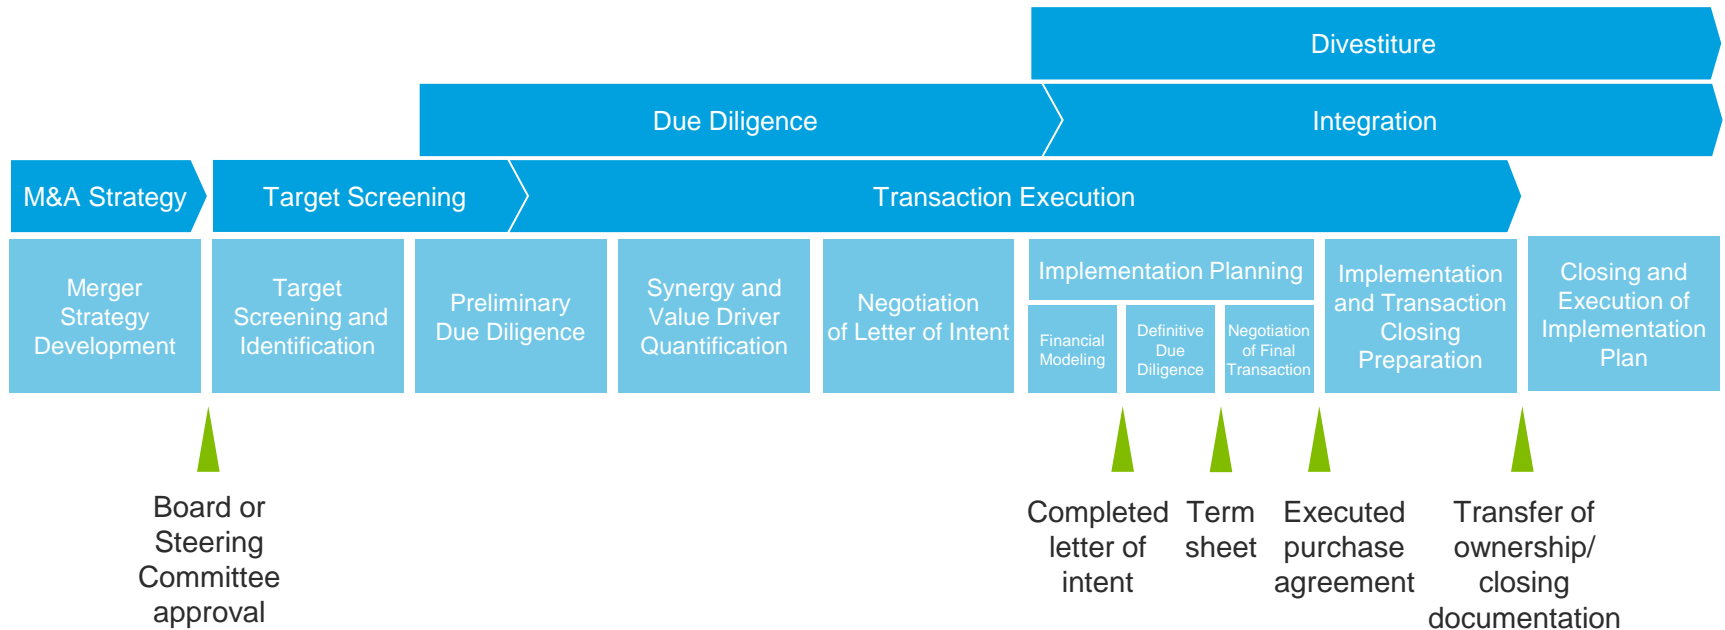 Divestiture
Due Diligence
Integration
M&A Strategy
Target Screening
Transaction Execution
Merger
Strategy
Development
Target
Screening and
Identification
Preliminary
Due Diligence
Synergy and
Value Driver
Quantification
Negotiation
of Letter of Intent
Implementation Planning
Financial
Modeling
Definitive
Due
Diligence
Negotiation
of Final
Transaction
Implementation
and Transaction
Closing
Preparation
Closing and
Execution of
Implementation
Plan
Board or
Steering
Committee
approval
Completed
letter of
intent
Term
sheet
Executed
purchase
agreement
Transfer of
ownership/
closing
documentation